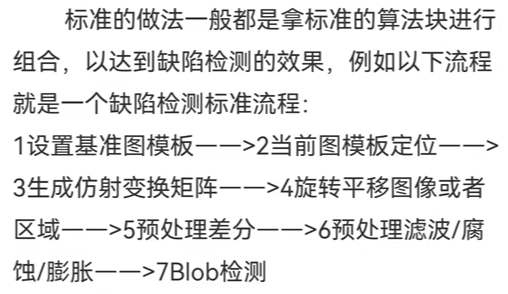 标准的做法一般都是拿标准的算法块进行
组合，以达到缺陷检测的效果，例如以下流程
就是一个缺陷检测标准流程：
1设置基准图模板——>2当前图模板定位——>
3生成仿射变换矩阵——>4旋转平移图像或者
区域——>5预处理差分——>6预处理滤波/腐
蚀/膨胀——>7Blob检测